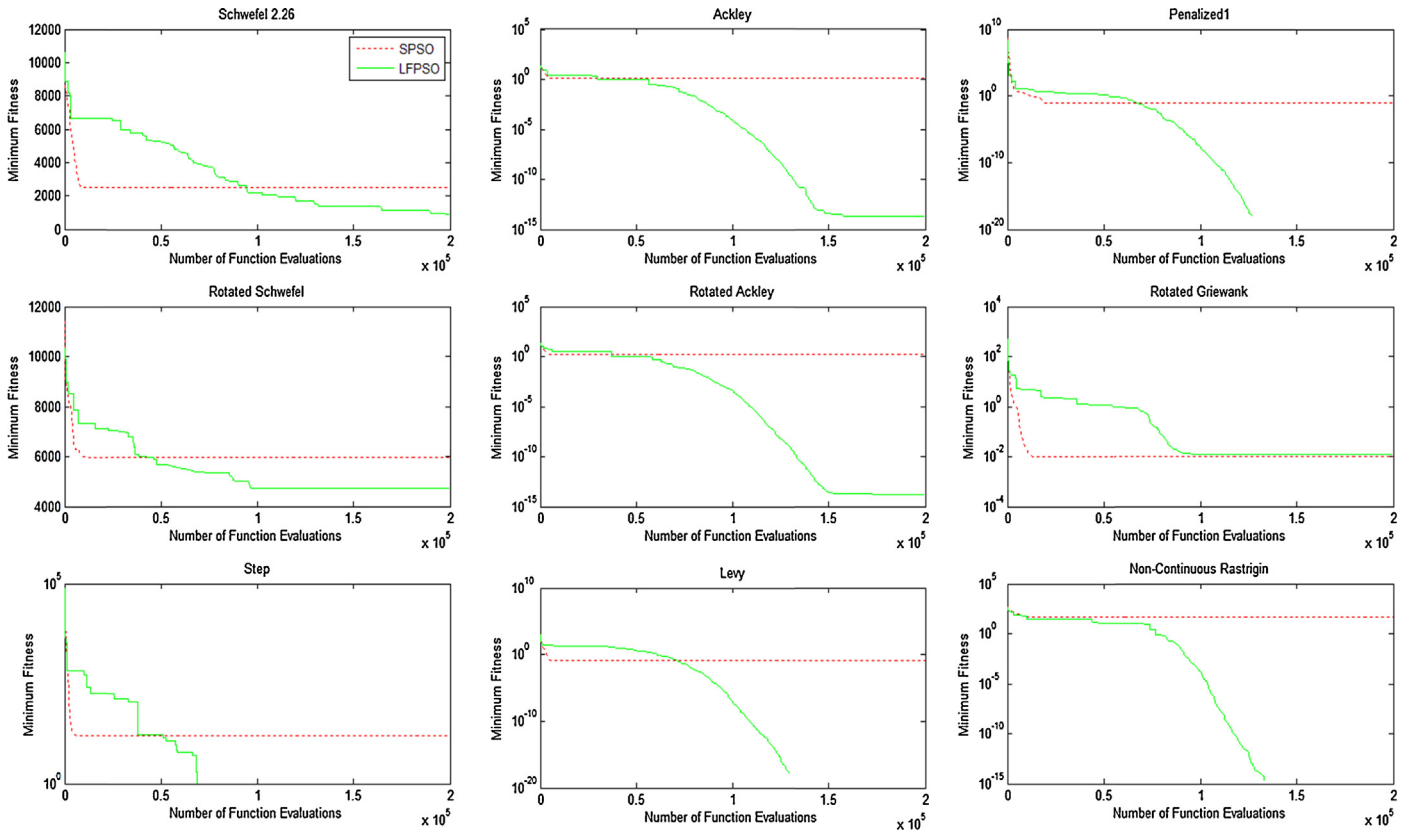 Schwefel 2.26
12000
10000
8000
6000
4000
2000
0
Minimum Fitness
SPSO
LFPSO
0 0.5 1 1.5 2
Number of Function Evaluations
x 10^5
Ackley
10^5
10^0
10^-5
10^-10
10^-15
Minimum Fitness
0 0.5 1 1.5 2
Number of Function Evaluations
x 10^5
Penalized1
10^10
10^0
10^-10
10^-20
Minimum Fitness
0 0.5 1 1.5 2
Number of Function Evaluations
x 10^5
Rotated Schwefel
12000
10000
8000
6000
4000
Minimum Fitness
0 0.5 1 1.5 2
Number of Function Evaluations
x 10^5
Rotated Ackley
10^5
10^0
10^-5
10^-10
10^-15
Minimum Fitness
0 0.5 1 1.5 2
Number of Function Evaluations
x 10^5
Rotated Griewank
10^4
10^2
10^0
10^-2
10^-4
Minimum Fitness
0 0.5 1 1.5 2
Number of Function Evaluations
x 10^5
Step
10^5
10^0
Minimum Fitness
0 0.5 1 1.5 2
Number of Function Evaluations
x 10^5
Levy
10^10
10^0
10^-10
10^-20
Minimum Fitness
0 0.5 1 1.5 2
Number of Function Evaluations
x 10^5
Non-Continuous Rastrigin
10^5
10^0
10^-5
10^-10
10^-15
Minimum Fitness
0 0.5 1 1.5 2
Number of Function Evaluations
x 10^5